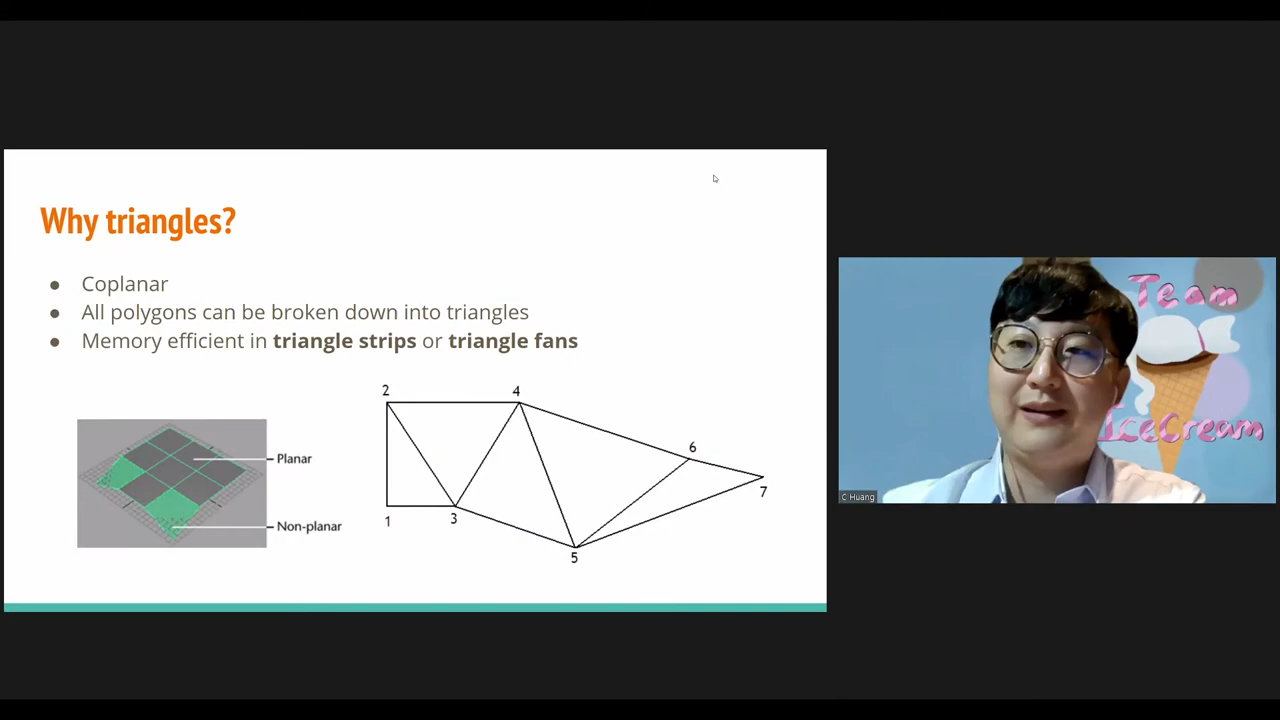 Why triangles?
● Coplanar
● All polygons can be broken down into triangles
● Memory efficient in triangle strips or triangle fans
2
4
6
7
1
3
5
Planar
Non-planar
Team
IceCream
C Huang